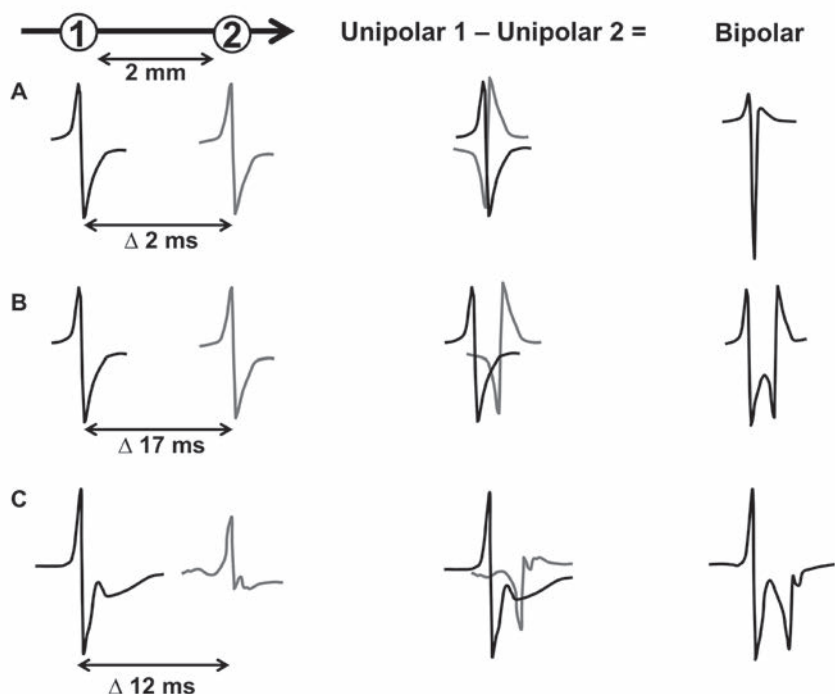 1 2 Unipolar 1 – Unipolar 2 = Bipolar
2 mm
A
Δ 2 ms
B
Δ 17 ms
C
Δ 12 ms